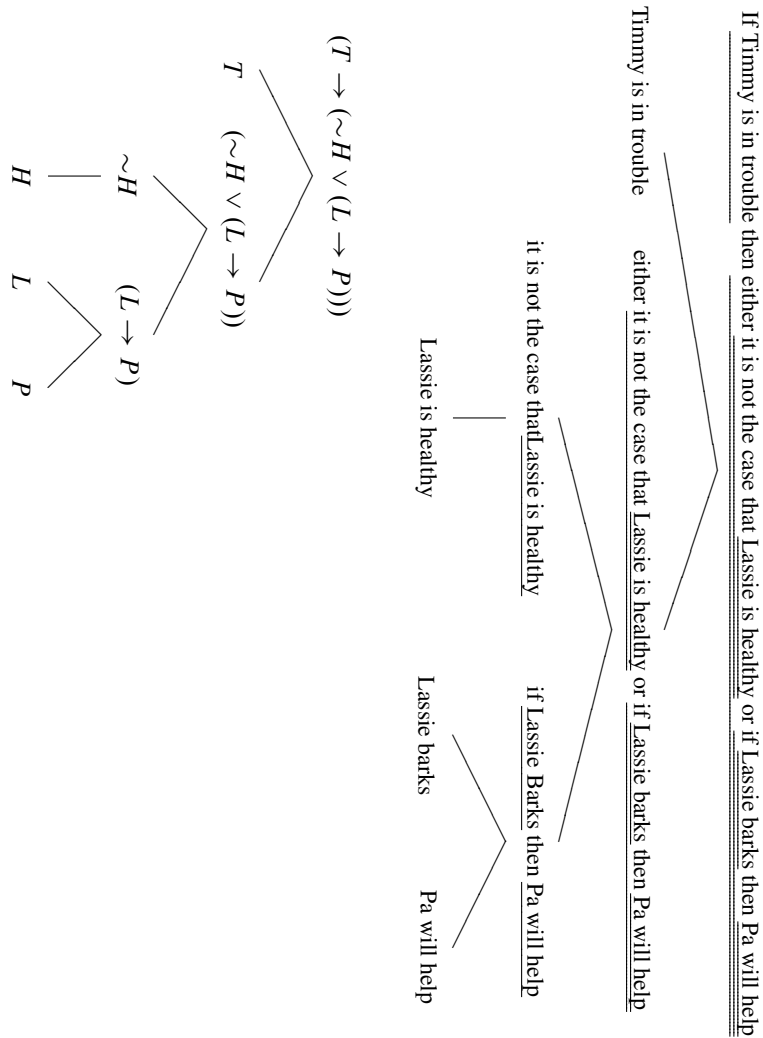 If Timmy is in trouble then either it is not the case that Lassie is healthy or if Lassie barks then Pa will help
Timmy is in trouble either it is not the case that Lassie is healthy or if Lassie barks then Pa will help
it is not the case thatLassie is healthy if Lassie Barks then Pa will help
Lassie is healthy Lassie barks Pa will help
(T → (∼H ∨ (L → P)))
T (∼H ∨ (L → P))
∼H (L → P)
H L P